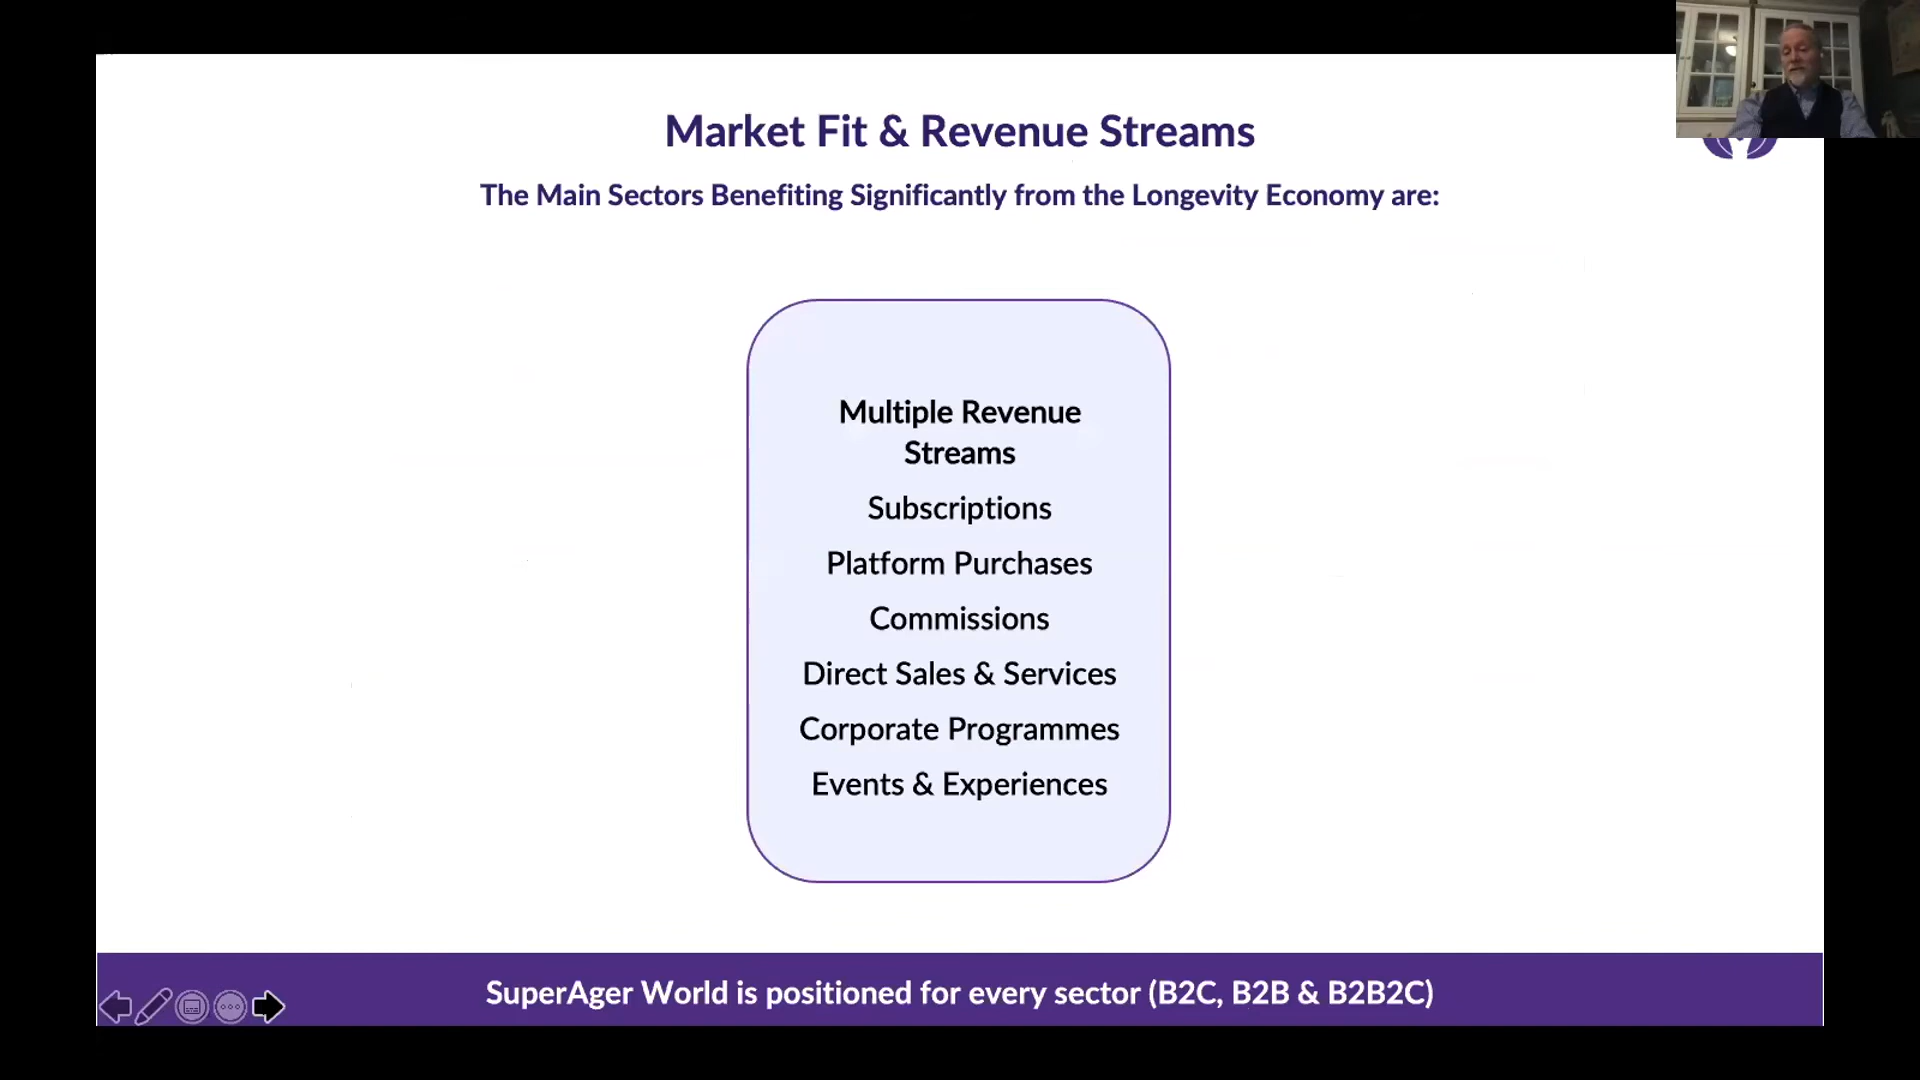 Market Fit & Revenue Streams
The Main Sectors Benefiting Significantly from the Longevity Economy are:
Multiple Revenue
Streams
Subscriptions
Platform Purchases
Commissions
Direct Sales & Services
Corporate Programmes
Events & Experiences
SuperAger World is positioned for every sector (B2C, B2B & B2B2C)